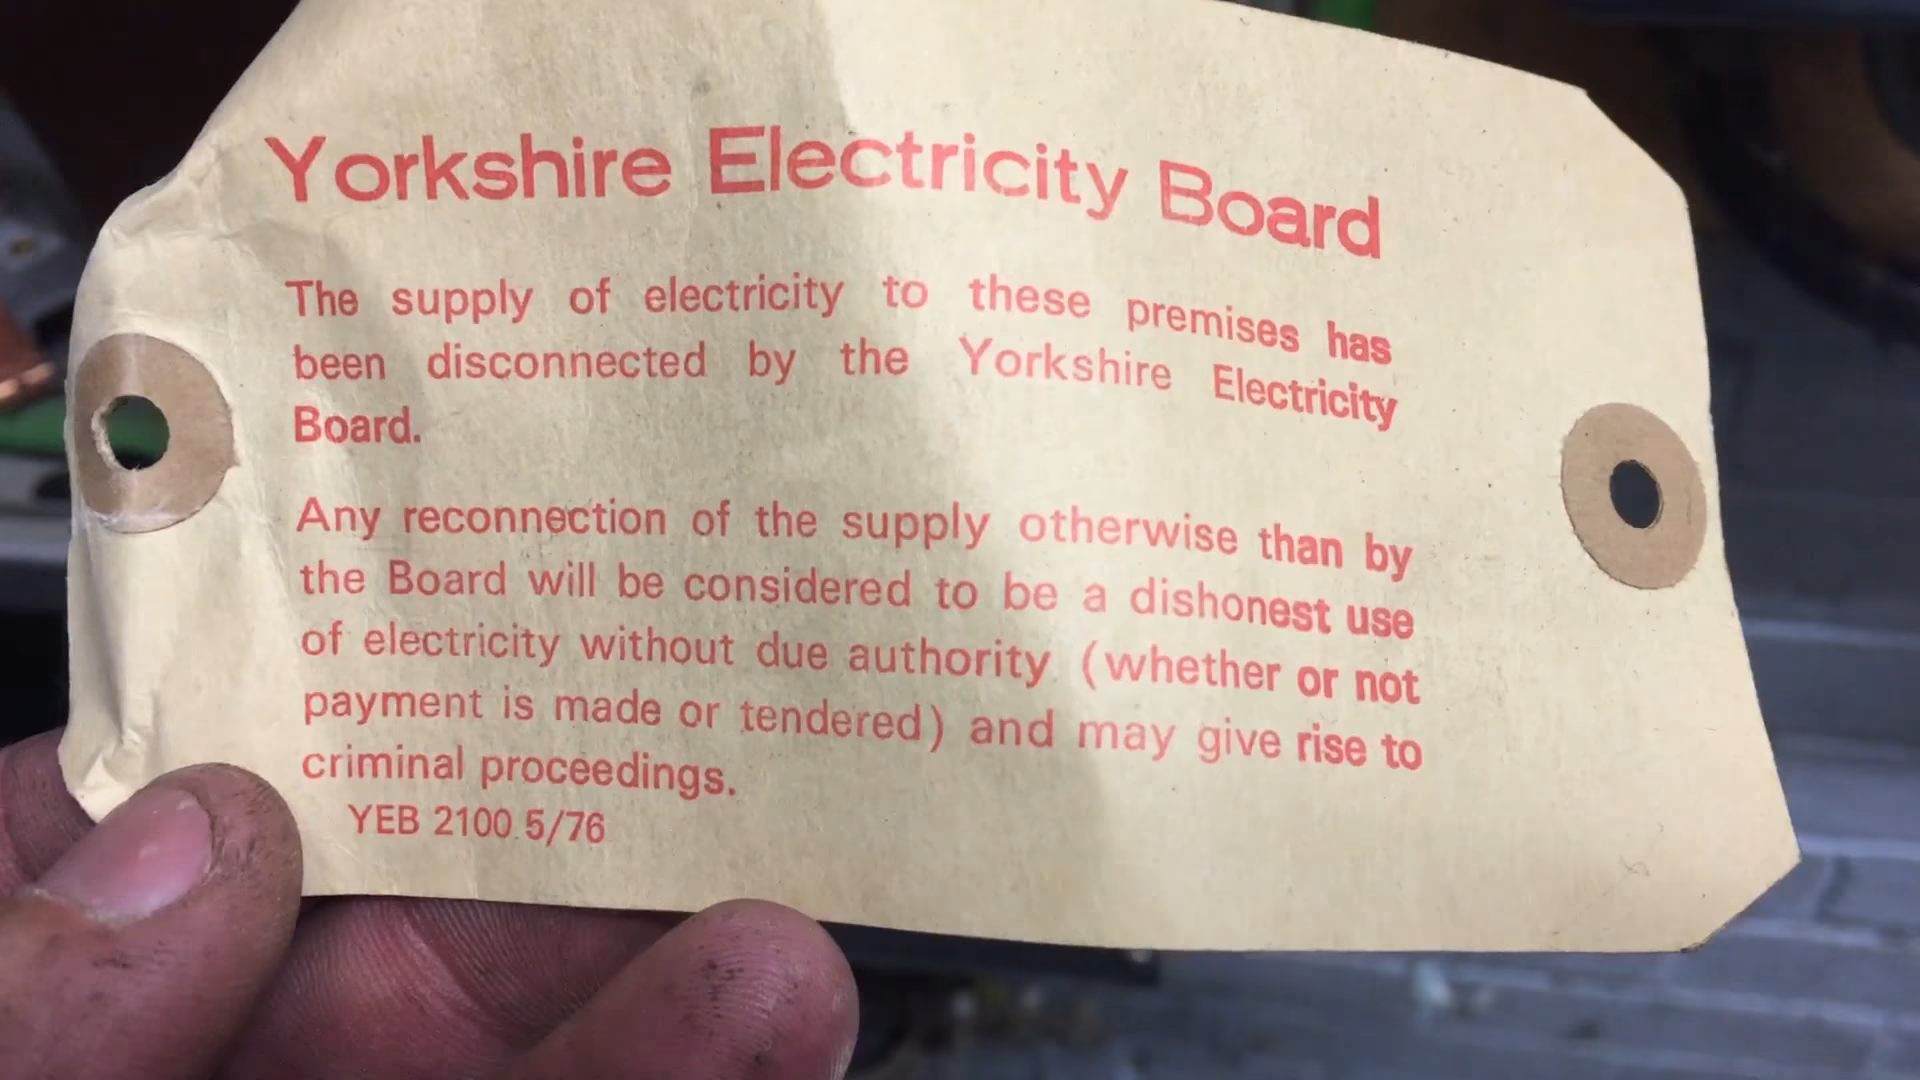 Yorkshire Electricity Board
The supply of electricity to these premises has
been disconnected by the Yorkshire Electricity
Board.
Any reconnection of the supply otherwise than by
the Board will be considered to be a dishonest use
of electricity without due authority (whether or not
payment is made or tendered) and may give rise to
criminal proceedings.
YEB 2100 5/76